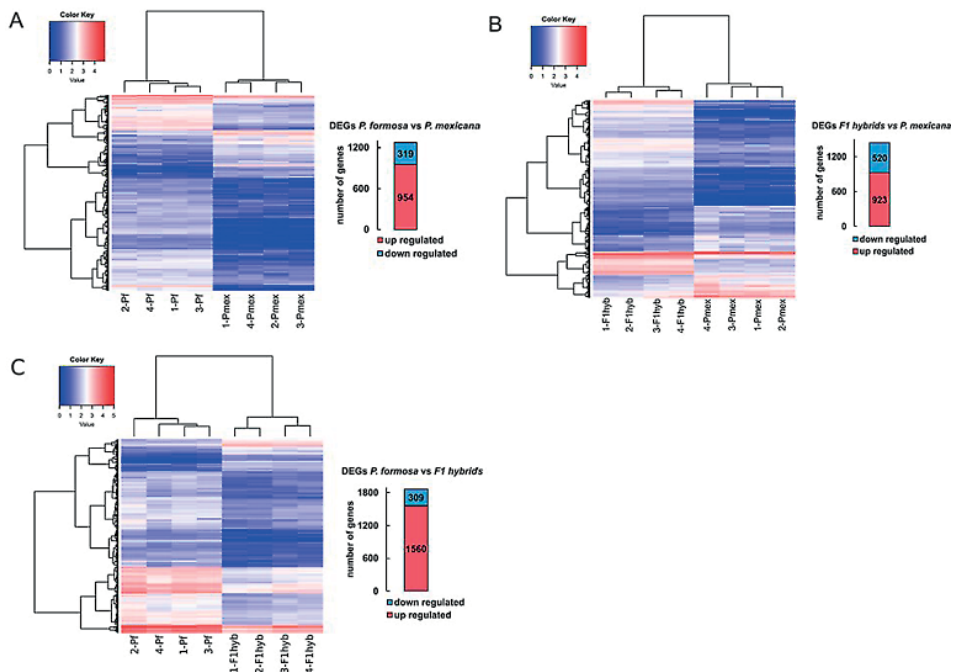 A
Color Key
0 1 2 3 4
Value
2-Pf
4-Pf
1-Pf
3-Pf
1-Pmex
4-Pmex
2-Pmex
3-Pmex
DEGs P. formosa vs P. mexicana
number of genes
1200
600
0
319
954
up regulated
down regulated
B
Color Key
0 1 2 3 4
Value
1-F1hyb
2-F1hyb
3-F1hyb
4-F1hyb
4-Pmex
3-Pmex
1-Pmex
2-Pmex
DEGs F1 hybrids vs P. mexicana
number of genes
1200
600
0
520
923
down regulated
up regulated
C
Color Key
0 1 2 3 4 5
Value
2-Pf
4-Pf
1-Pf
3-Pf
1-F1hyb
2-F1hyb
3-F1hyb
4-F1hyb
DEGs P. formosa vs F1 hybrids
number of genes
1800
1200
600
0
309
1560
down regulated
up regulated